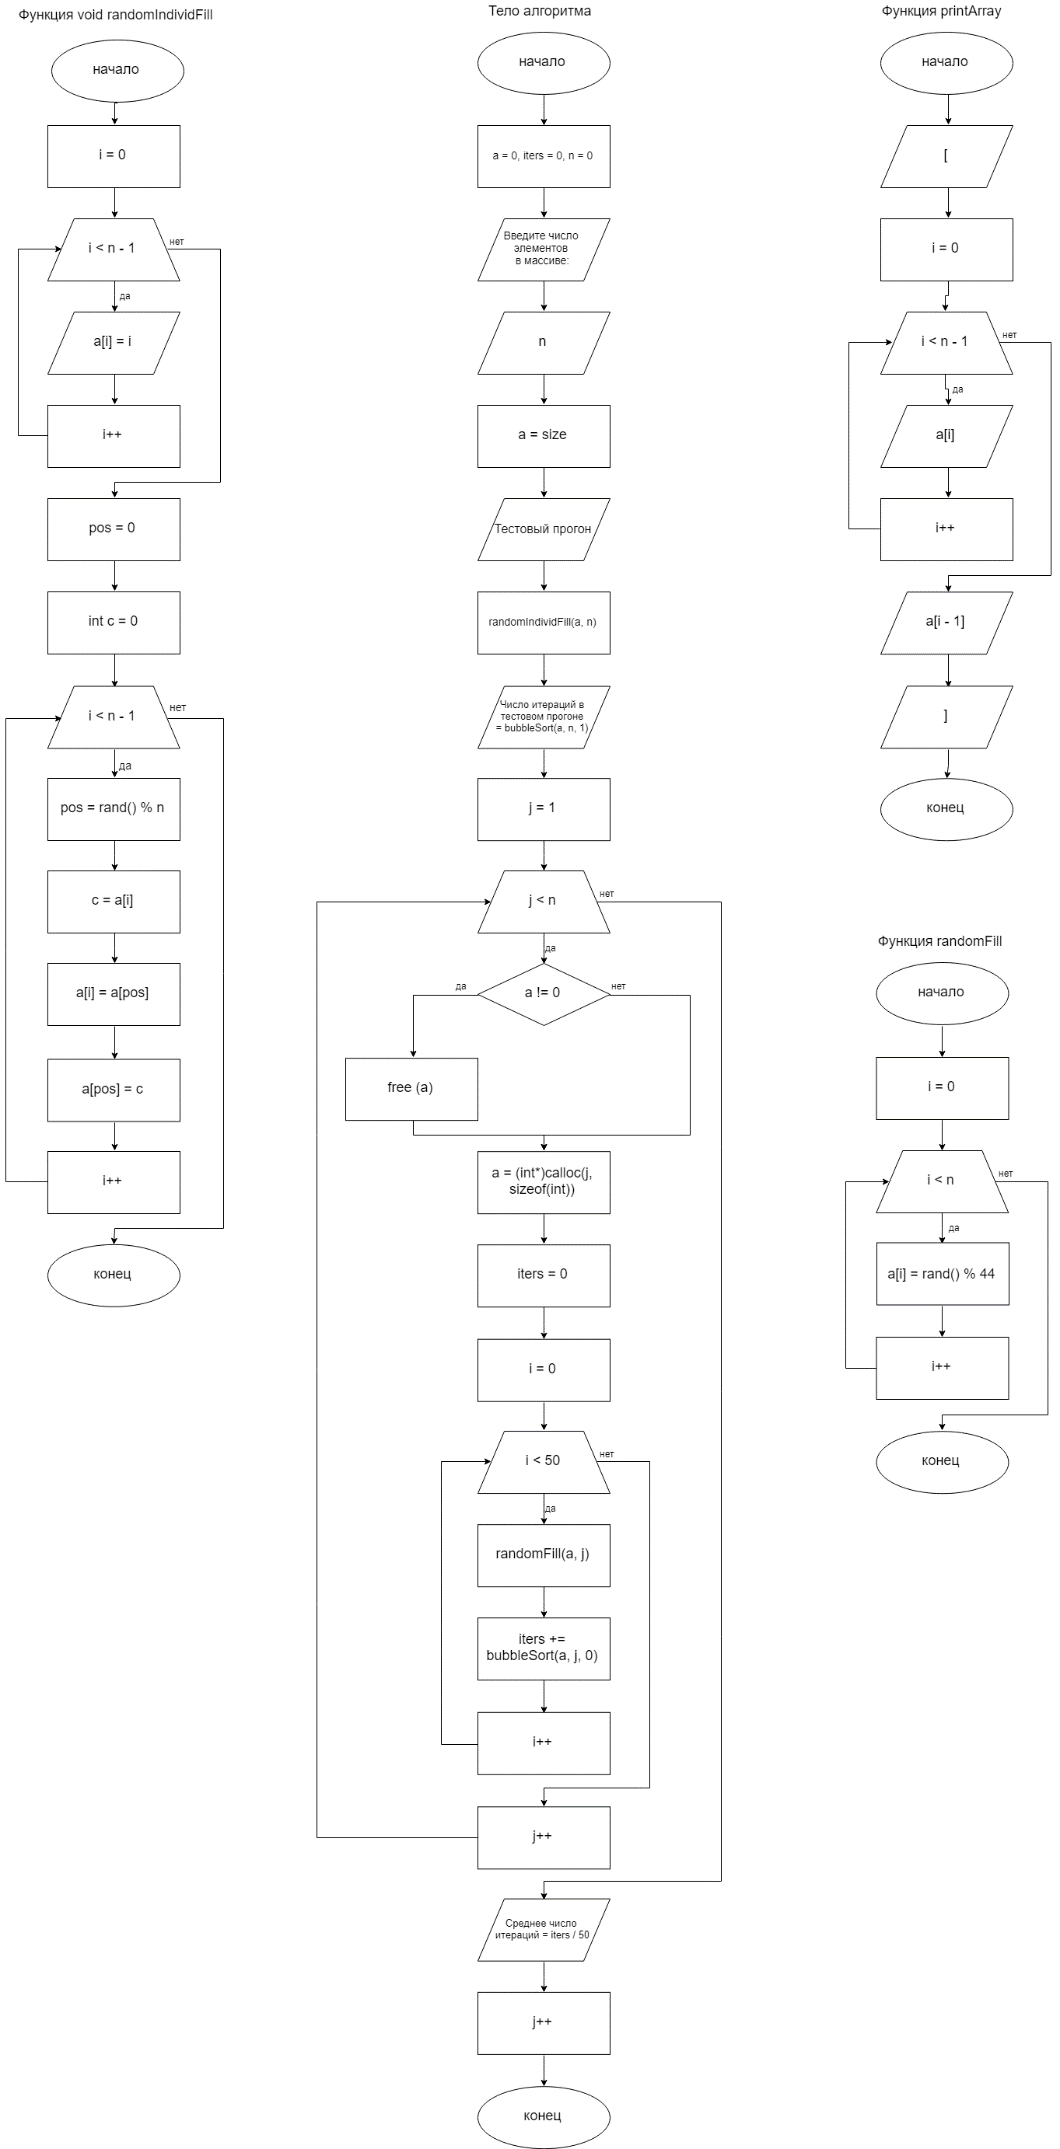 Функция void randomIndividFill
начало
i = 0
i < n - 1
нет
да
a[i] = i
i++
pos = 0
int c = 0
i < n - 1
нет
да
pos = rand() % n
c = a[i]
a[i] = a[pos]
a[pos] = c
i++
конец
Тело алгоритма
начало
a = 0, iters = 0, n = 0
Введите число
элементов
в массиве:
n
a = size
Тестовый прогон
randomIndividFill(a, n)
Число итераций в
тестовом прогоне
= bubbleSort(a, n, 1)
j = 1
j < n
нет
да
a != 0
да
нет
free (a)
a = (int*)calloc(j,
sizeof(int))
iters = 0
i = 0
i < 50
нет
да
randomFill(a, j)
iters +=
bubbleSort(a, j, 0)
i++
j++
Среднее число
итераций = iters / 50
j++
конец
Функция printArray
начало
[
i = 0
i < n - 1
нет
да
a[i]
i++
a[i - 1]
]
конец
Функция randomFill
начало
i = 0
i < n
нет
да
a[i] = rand() % 44
i++
конец